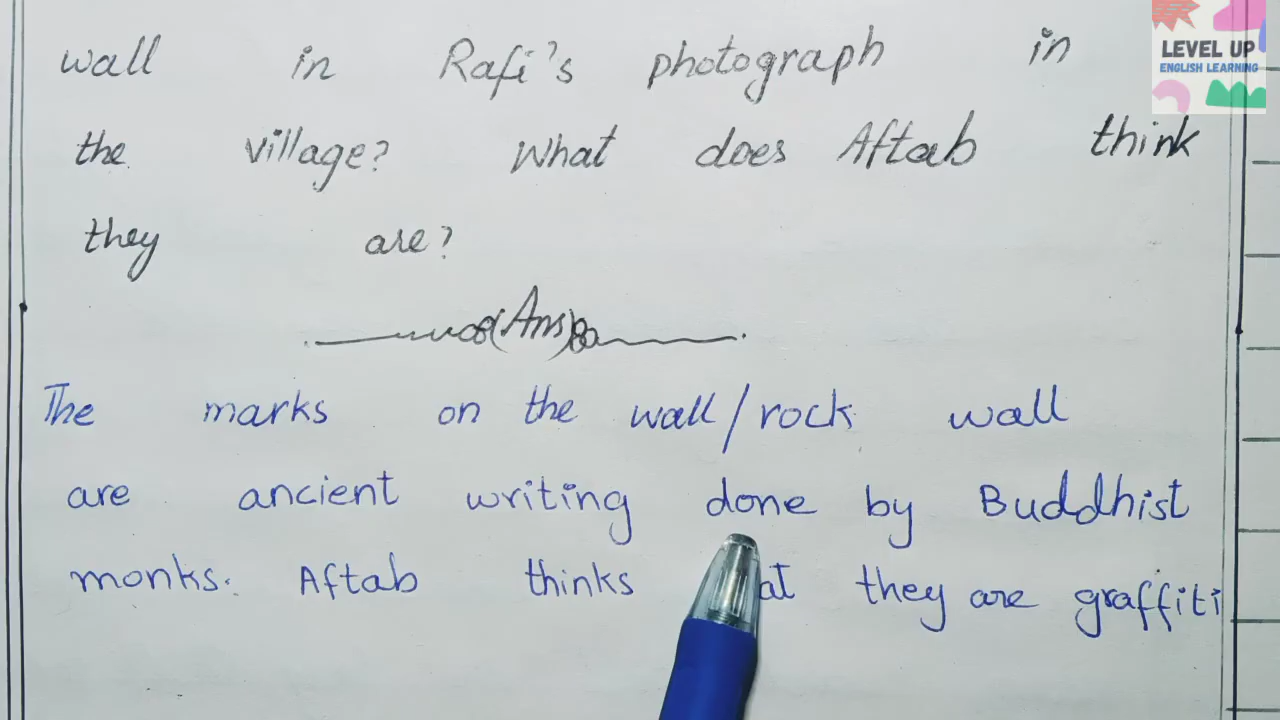 LEVEL UP
ENGLISH LEARNING
wall in Rafi's photograph in
the village? What does Aftab think
they are?
(Ans)
The marks on the wall/rock wall
are ancient writing done by Buddhist
monks. Aftab thinks at they are graffiti